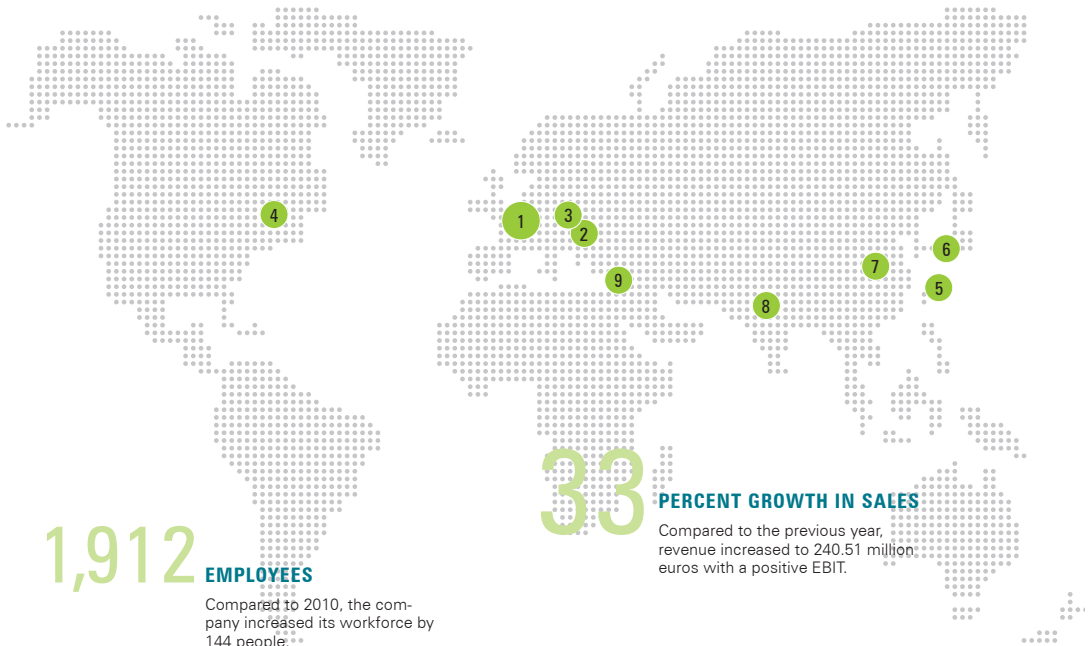 4
1
3
2
9
7
8
6
5
33
PERCENT GROWTH IN SALES
Compared to the previous year,
revenue increased to 240.51 million
euros with a positive EBIT.
1,912
EMPLOYEES
Compared to 2010, the com-
pany increased its workforce by
144 people.